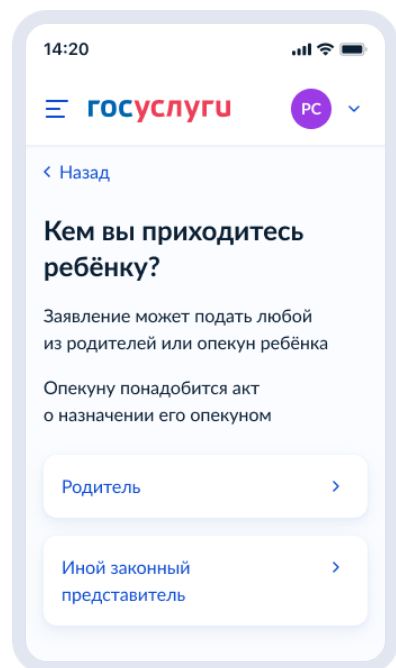 14:20
госуслуги
РС
Назад
Кем вы приходитесь
ребёнку?
Заявление может подать любой
из родителей или опекун ребёнка
Опекуну понадобится акт
о назначении его опекуном
Родитель
Иной законный
представитель